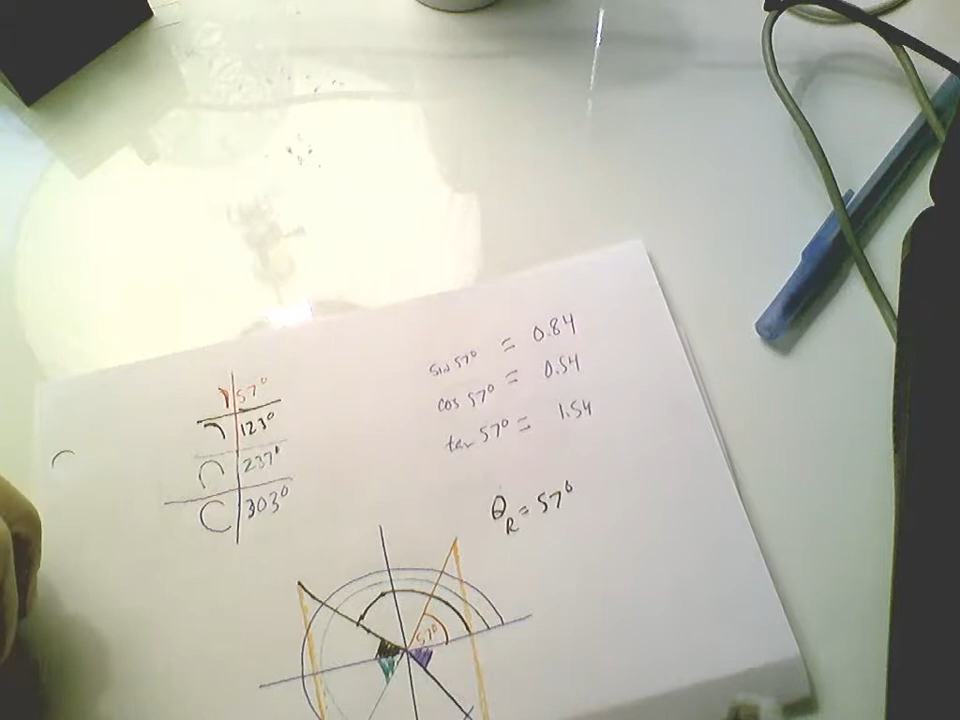 57°
123°
237°
303°
sin 57° = 0.84
cos 57° = 0.54
tan 57° = 1.54
θR = 57°
57°